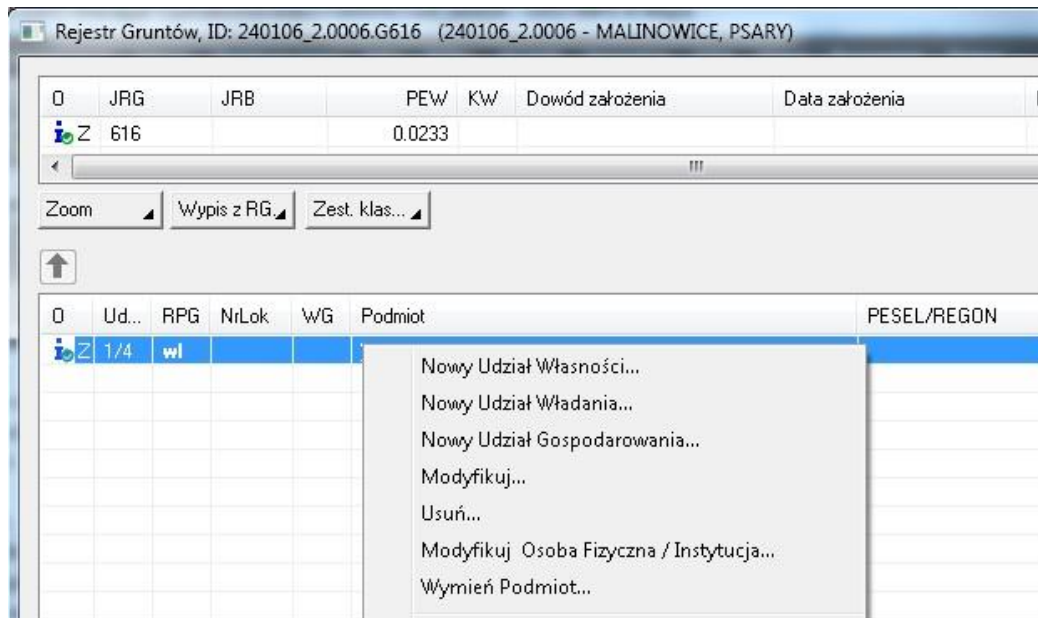 Rejestr Gruntów, ID: 240106_2.0006.G616 (240106_2.0006 - MALINOWICE, PSARY)
O JRG JRB PEW KW Dowód założenia Data założenia
Z 616 0.0233
Zoom Wypis z RG. Zest. klas...
O Ud... RPG NrLok WG Podmiot PESEL/REGON
Z 1/4 wl
Nowy Udział Własności...
Nowy Udział Władania...
Nowy Udział Gospodarowania...
Modyfikuj...
Usuń...
Modyfikuj Osoba Fizyczna / Instytucja...
Wymień Podmiot...